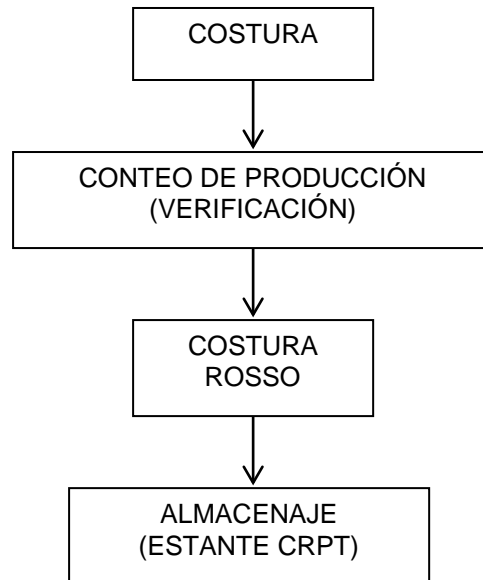 COSTURA
CONTEO DE PRODUCCIÓN
(VERIFICACIÓN)
COSTURA
ROSSO
ALMACENAJE
(ESTANTE CRPT)